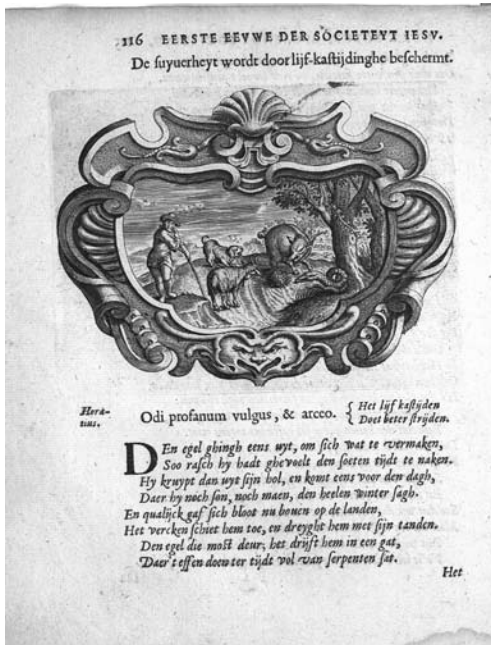 116 EERSTE EEVWE DER SOCIETEYT IESV.
De suyuerheyt wordt door lijf-kastijdinghe beschermt.
Hora-
tius.
Odi profanum vulgus, & arceo. { Het lijf kastijden
Doet beter strijden.
DEn egel ghingh eens uyt, om sich wat te vermaken,
Soo rasch hy hadt ghevoelt den soeten tijdt te naken.
Hy kruypt dan uyt sijn hol, en komt eens voor den dagh,
Daer hy noch son, noch maen, den heelen winter sagh.
En qualijck gaf sich bloot nu bouen op de landen,
Het vercken schiet hem toe, en dreyght hem met sijn tanden.
Den egel die most deur; het drijft hem in een gat,
Daer't effen doen ter tijdt vol van serpenten sat.
Het